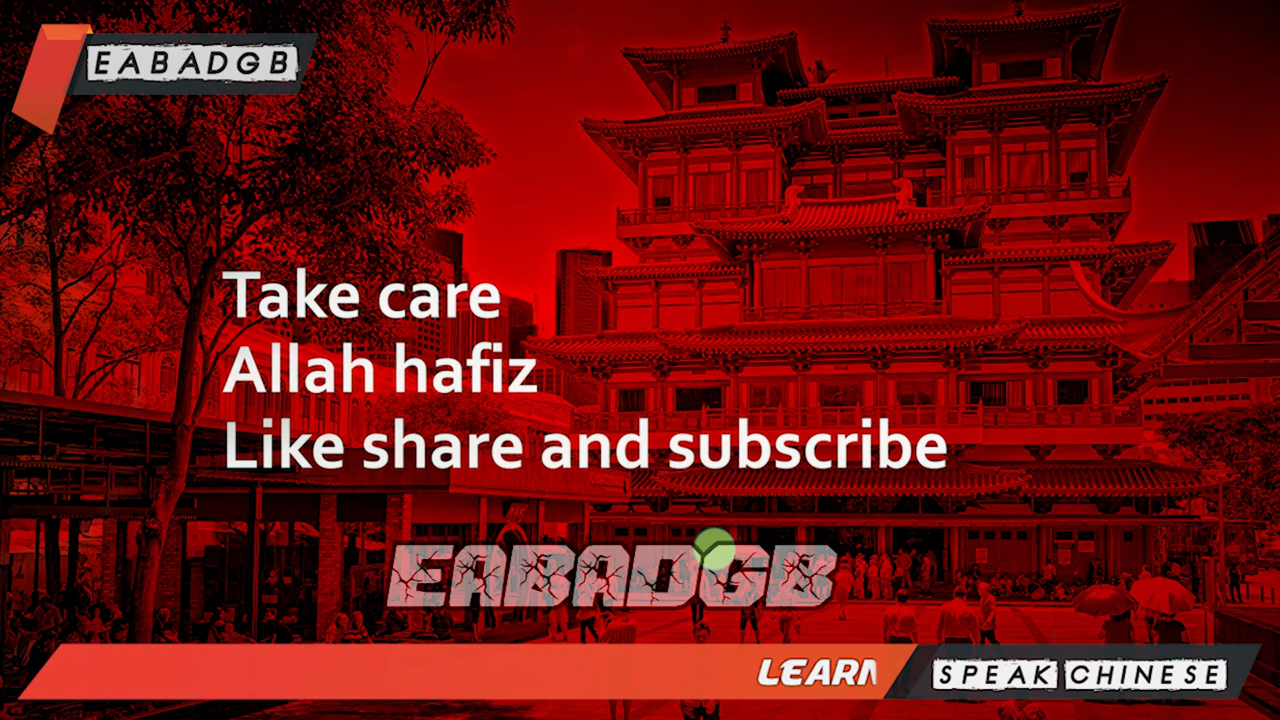 EABADGB
Take care
Allah hafiz
Like share and subscribe
EABADGB
LEARN
SPEAK CHINESE